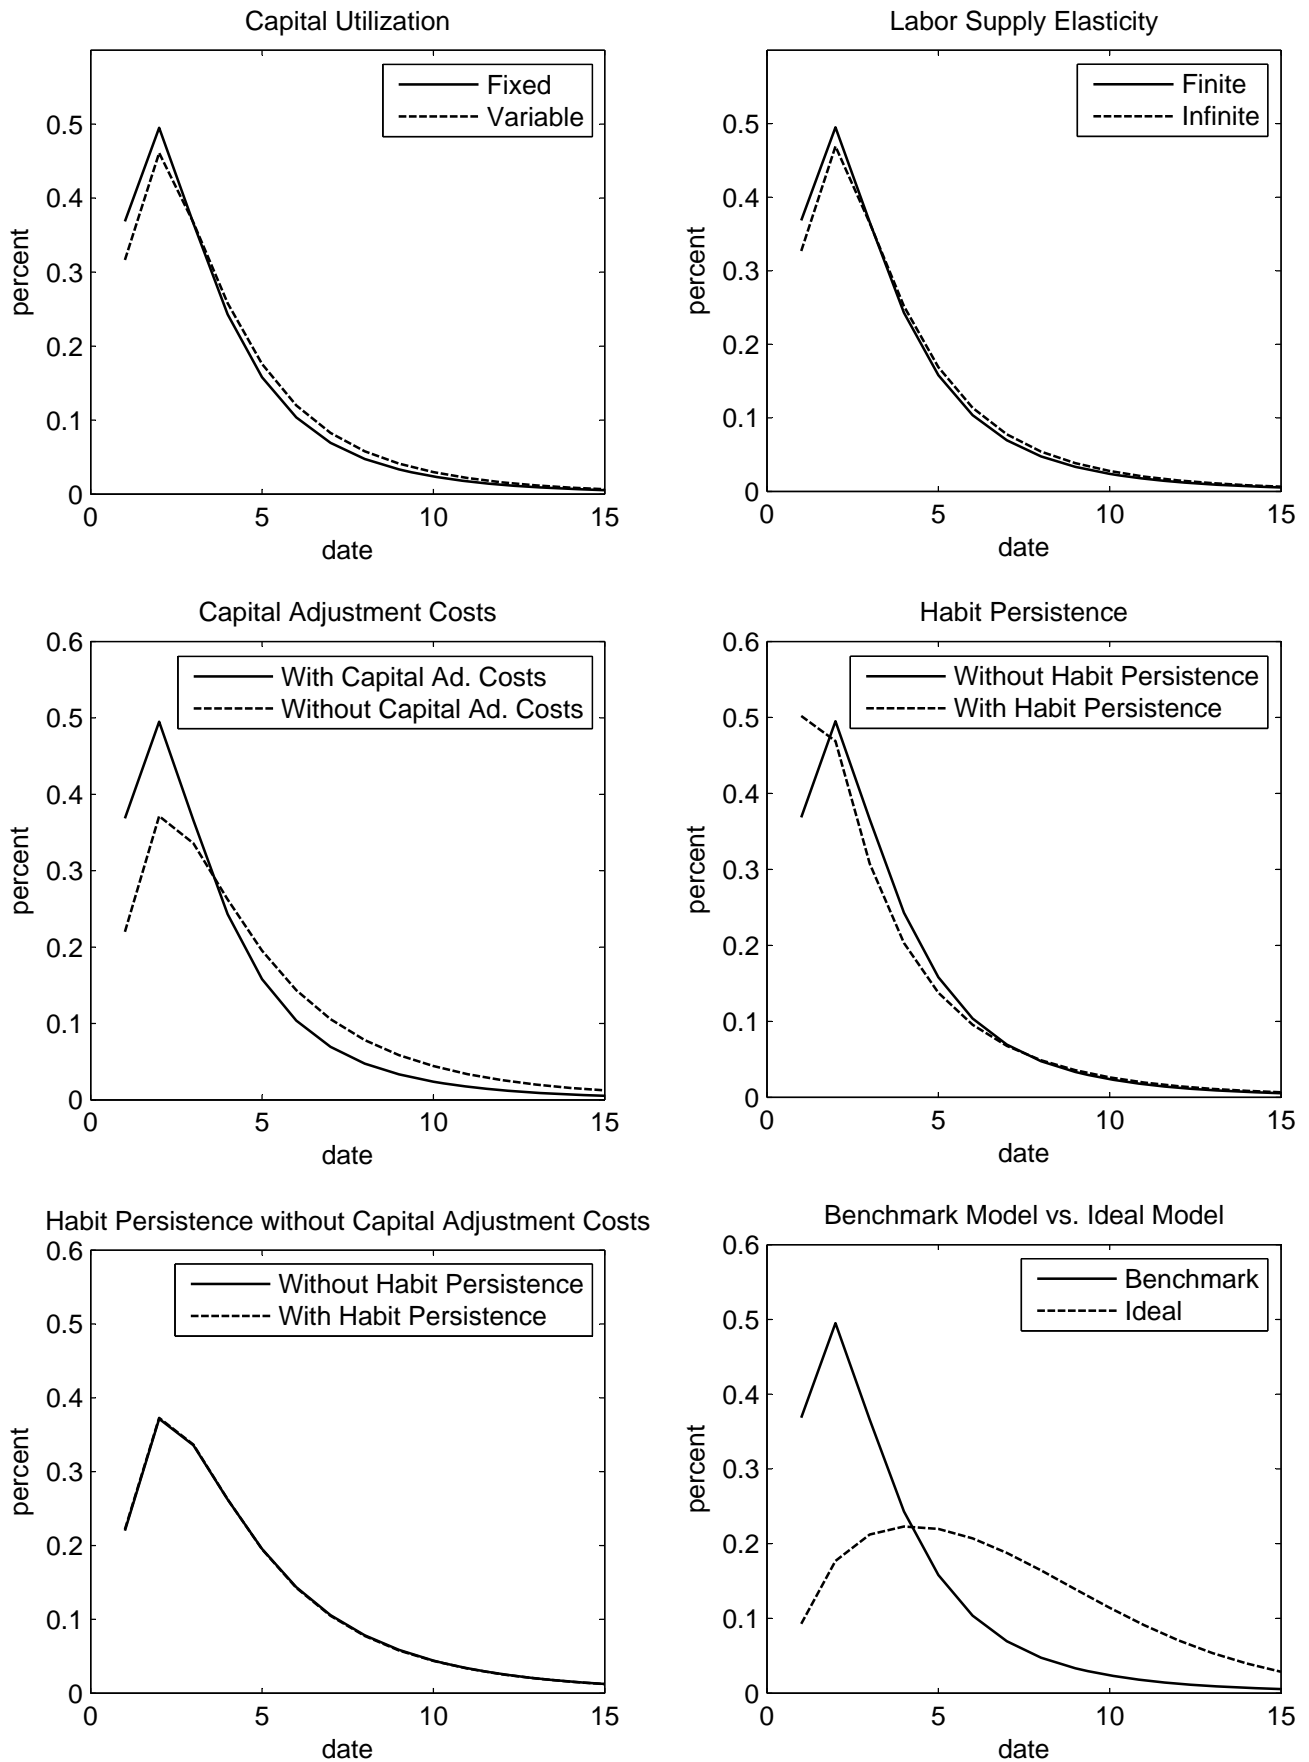 Capital Utilization
Fixed
Variable
0.5
0.4
0.3
0.2
0.1
0
percent
0 5 10 15
date
Labor Supply Elasticity
Finite
Infinite
0.5
0.4
0.3
0.2
0.1
0
percent
0 5 10 15
date
Capital Adjustment Costs
With Capital Ad. Costs
Without Capital Ad. Costs
0.6
0.5
0.4
0.3
0.2
0.1
0
percent
0 5 10 15
date
Habit Persistence
Without Habit Persistence
With Habit Persistence
0.6
0.5
0.4
0.3
0.2
0.1
0
percent
0 5 10 15
date
Habit Persistence without Capital Adjustment Costs
Without Habit Persistence
With Habit Persistence
0.6
0.5
0.4
0.3
0.2
0.1
0
percent
0 5 10 15
date
Benchmark Model vs. Ideal Model
Benchmark
Ideal
0.6
0.5
0.4
0.3
0.2
0.1
0
percent
0 5 10 15
date